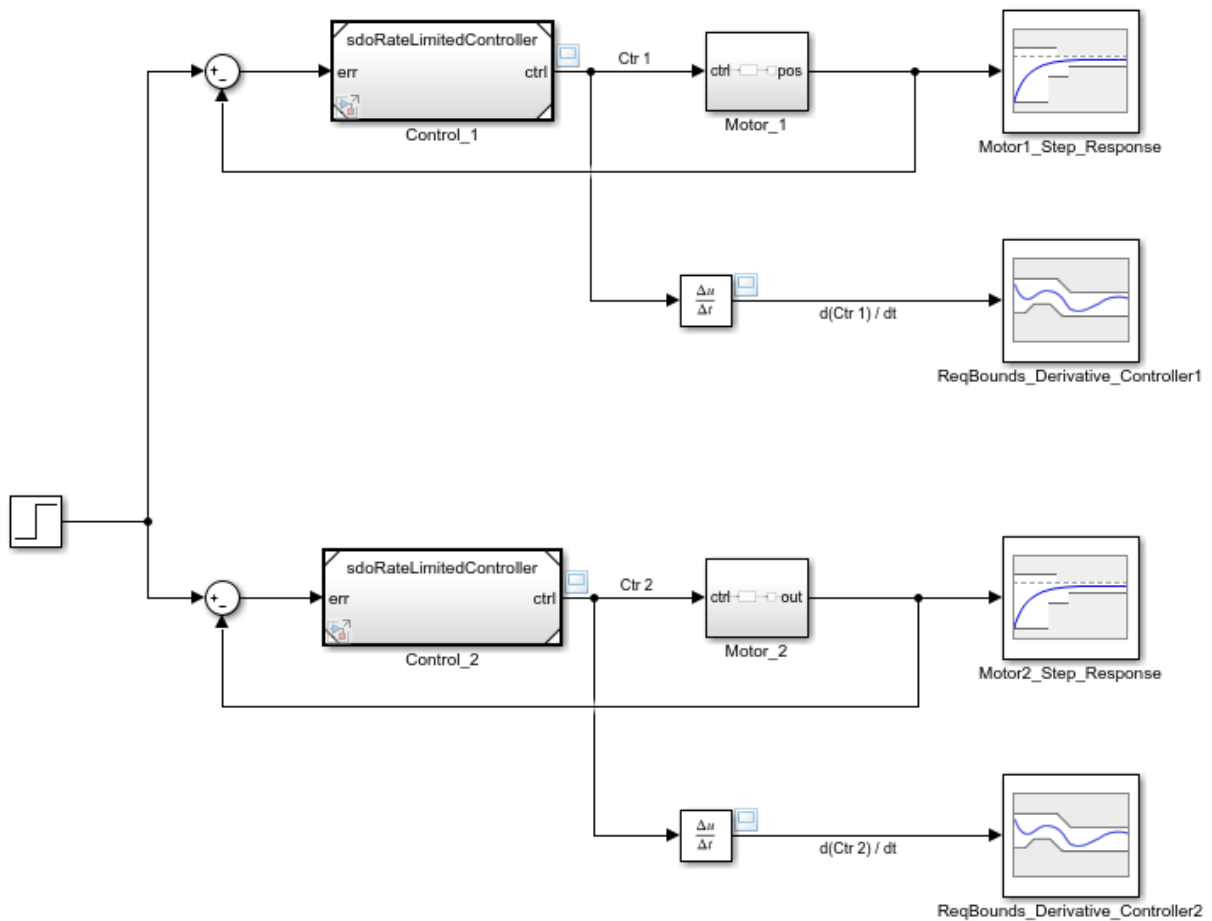 sdoRateLimitedController
err
ctrl
Control_1
Ctr 1
ctrl
pos
Motor_1
Motor1_Step_Response
+
−
Δu
Δt
d(Ctr 1) / dt
ReqBounds_Derivative_Controller1
sdoRateLimitedController
err
ctrl
Control_2
Ctr 2
ctrl
out
Motor_2
Motor2_Step_Response
+
−
Δu
Δt
d(Ctr 2) / dt
ReqBounds_Derivative_Controller2